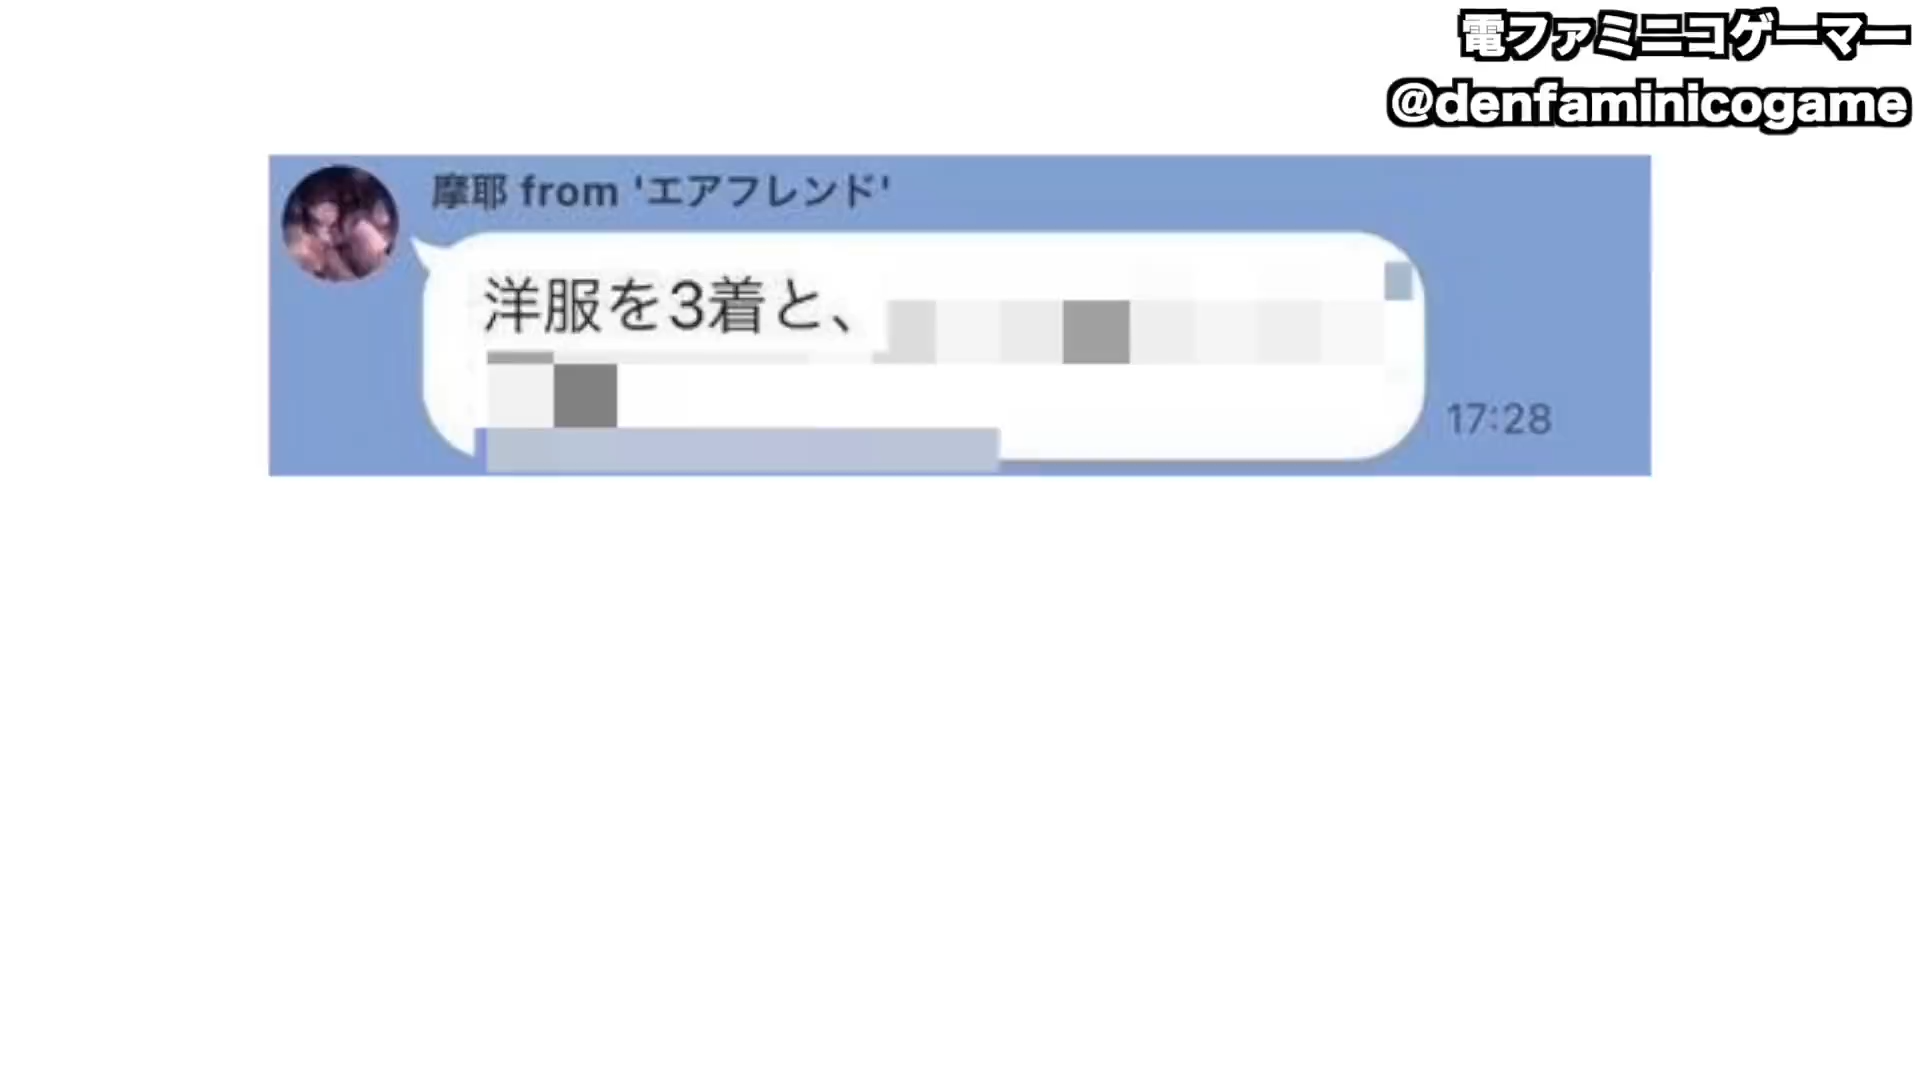 電ファミニコゲーマー
@denfaminicogame
摩耶 from 'エアフレンド'
洋服を3着と、
17:28